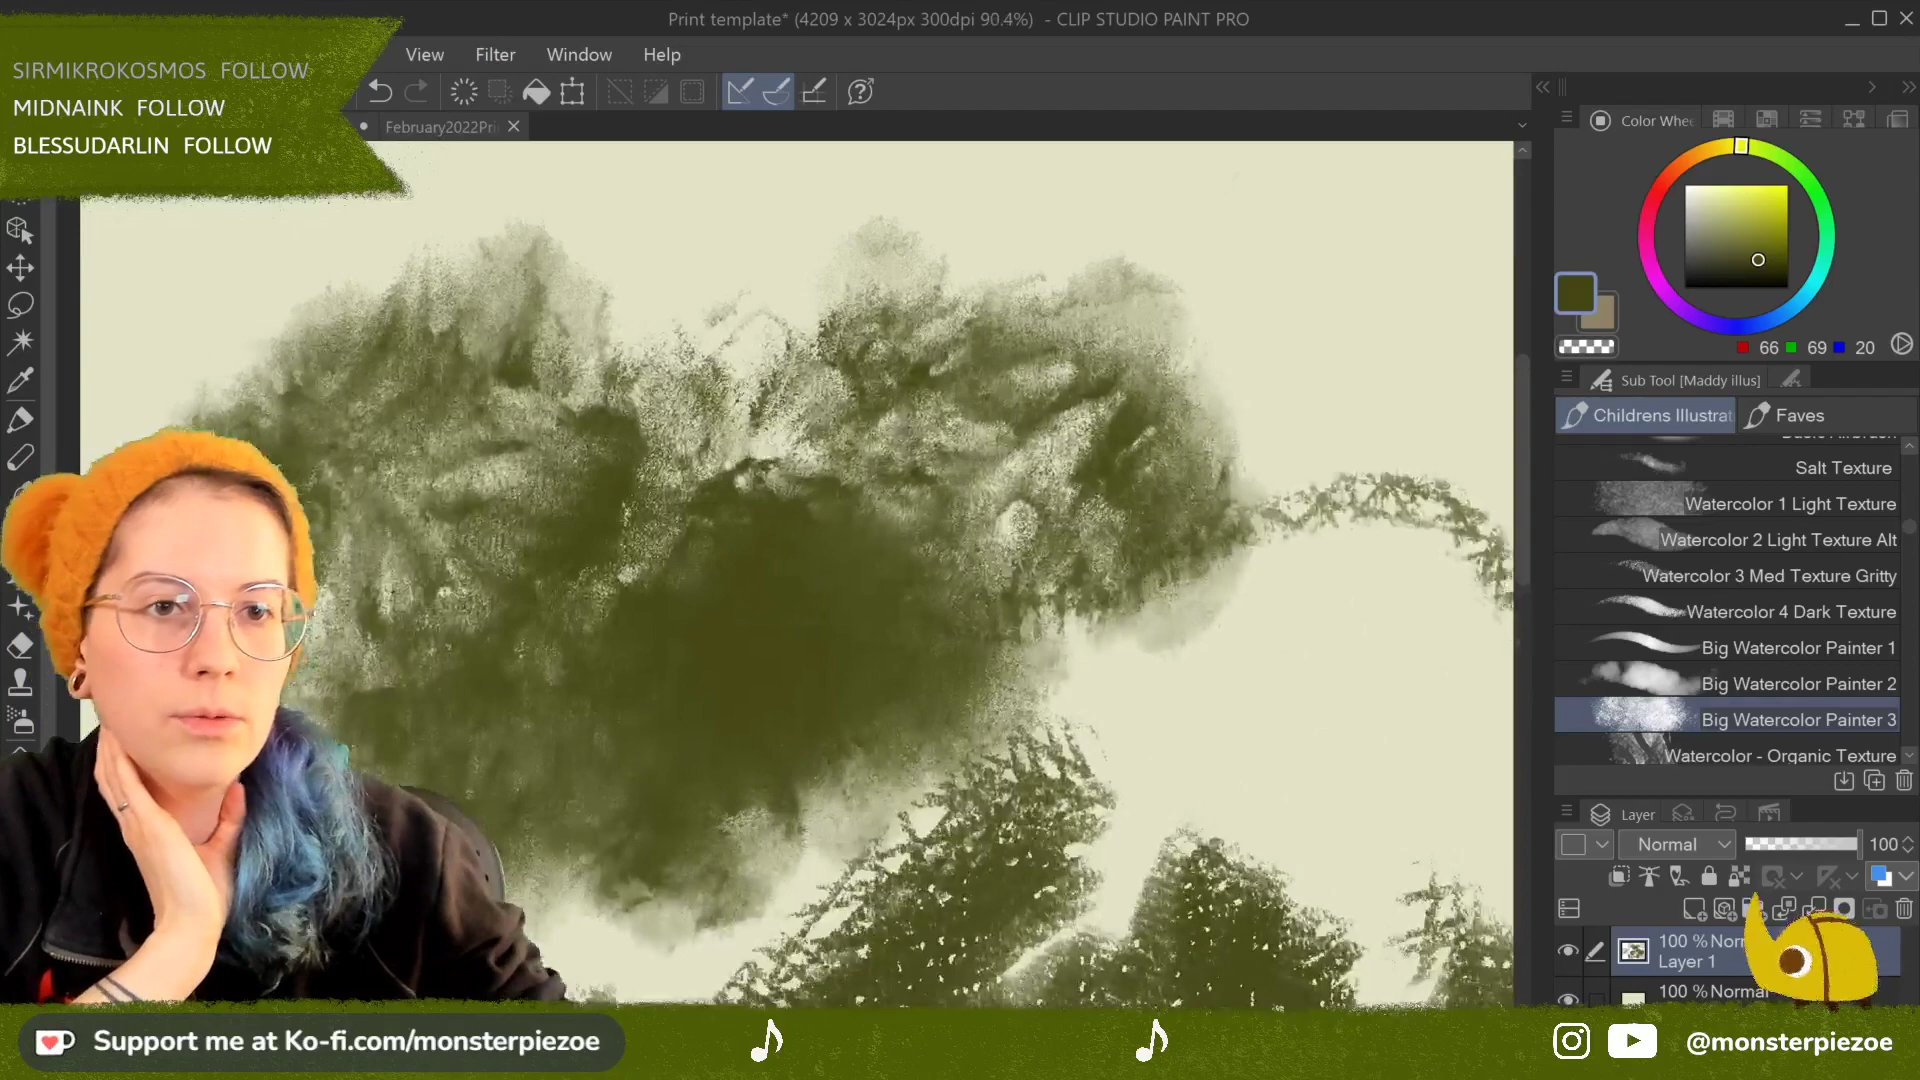 Print template* (4209 x 3024px 300dpi 90.4%) - CLIP STUDIO PAINT PRO
SIRMIKROKOSMOS FOLLOW
MIDNAINK FOLLOW
BLESSUDARLIN FOLLOW
View Filter Window Help
February2022Pri
Color Whee
66 69 20
Sub Tool [Maddy illus]
Childrens Illustrat Faves
Basic Airbrush
Salt Texture
Watercolor 1 Light Texture
Watercolor 2 Light Texture Alt
Watercolor 3 Med Texture Gritty
Watercolor 4 Dark Texture
Big Watercolor Painter 1
Big Watercolor Painter 2
Big Watercolor Painter 3
Watercolor - Organic Texture
Layer
Normal 100
100 % Nor
Layer 1
100 % Normal
Support me at Ko-fi.com/monsterpiezoe
@monsterpiezoe